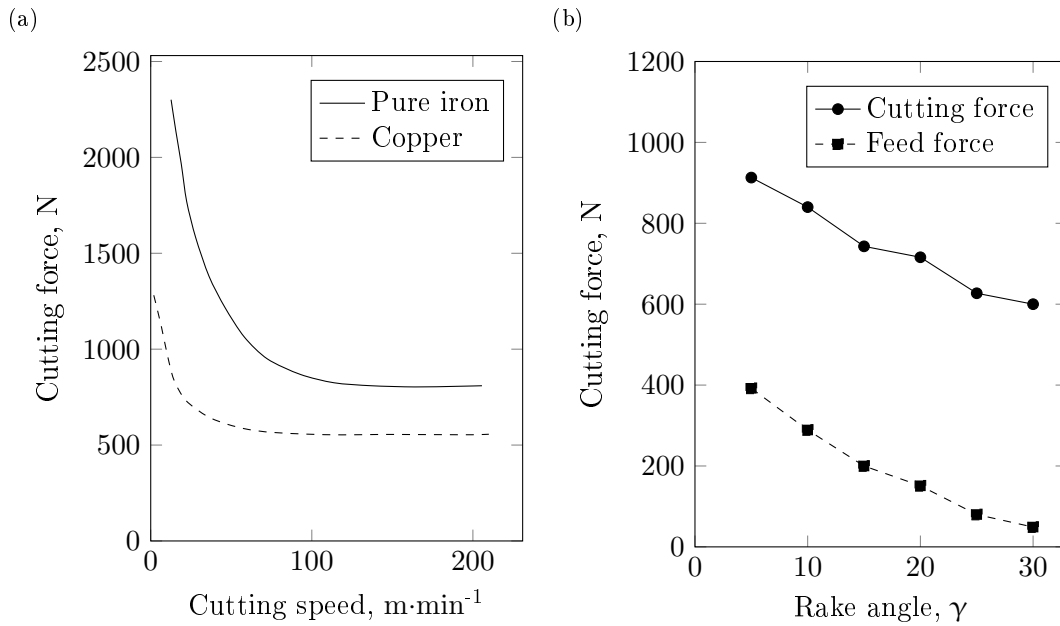 (a)
Cutting force, N
2500
2000
1500
1000
500
0
0 100 200
Cutting speed, m·min-1
Pure iron
Copper
(b)
Cutting force, N
1200
1000
800
600
400
200
0
0 10 20 30
Rake angle, γ
Cutting force
Feed force